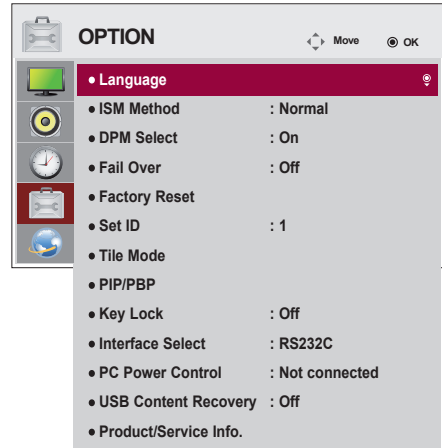 OPTION
Move
OK
● Language
● ISM Method : Normal
● DPM Select : On
● Fail Over : Off
● Factory Reset
● Set ID : 1
● Tile Mode
● PIP/PBP
● Key Lock : Off
● Interface Select : RS232C
● PC Power Control : Not connected
● USB Content Recovery : Off
● Product/Service Info.